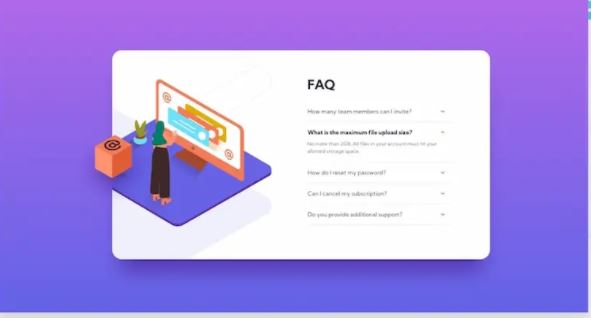 FAQ
How many team members can I invite?
What is the maximum file upload size?
No more than 2GB. All files in your account must fit your
allotted storage space.
How do I reset my password?
Can I cancel my subscription?
Do you provide additional support?